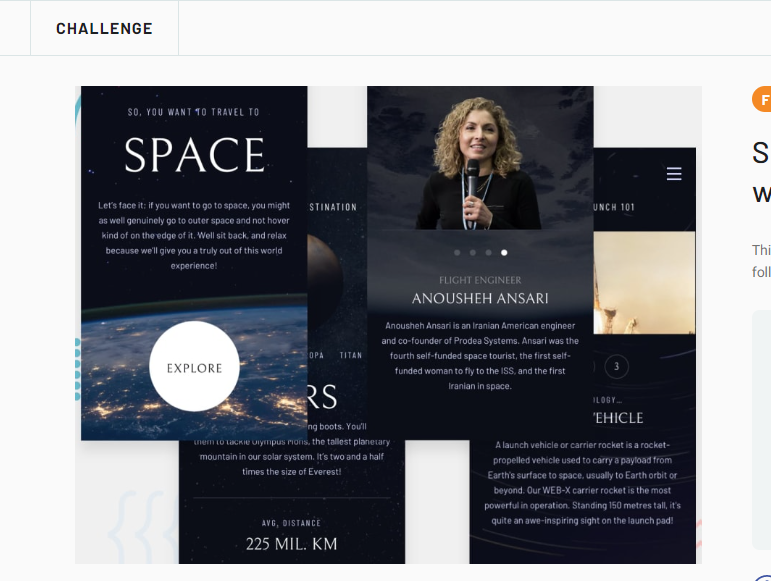 CHALLENGE
SO, YOU WANT TO TRAVEL TO
SPACE
Let's face it: if you want to go to space, you might
as well genuinely go to outer space and not hover
kind of on the edge of it. Well sit back, and relax
because we'll give you a truly out of this world
experience!
EXPLORE
STINATION
OPA TITAN
RS
ng boots. You'll
them to tackle Olympus Mons, the tallest planetary
mountain in our solar system. It's two and a half
times the size of Everest!
AVG. DISTANCE
225 MIL. KM
FLIGHT ENGINEER
ANOUSHEH ANSARI
Anousheh Ansari is an Iranian American engineer
and co-founder of Prodea Systems. Ansari was the
fourth self-funded space tourist, the first self-
funded woman to fly to the ISS, and the first
Iranian in space.
UNCH 101
3
OLOGY...
EHICLE
A launch vehicle or carrier rocket is a rocket-
propelled vehicle used to carry a payload from
Earth's surface to space, usually to Earth orbit or
beyond. Our WEB-X carrier rocket is the most
powerful in operation. Standing 150 metres tall, it's
quite an awe-inspiring sight on the launch pad!
F
S
w
Thi
foll